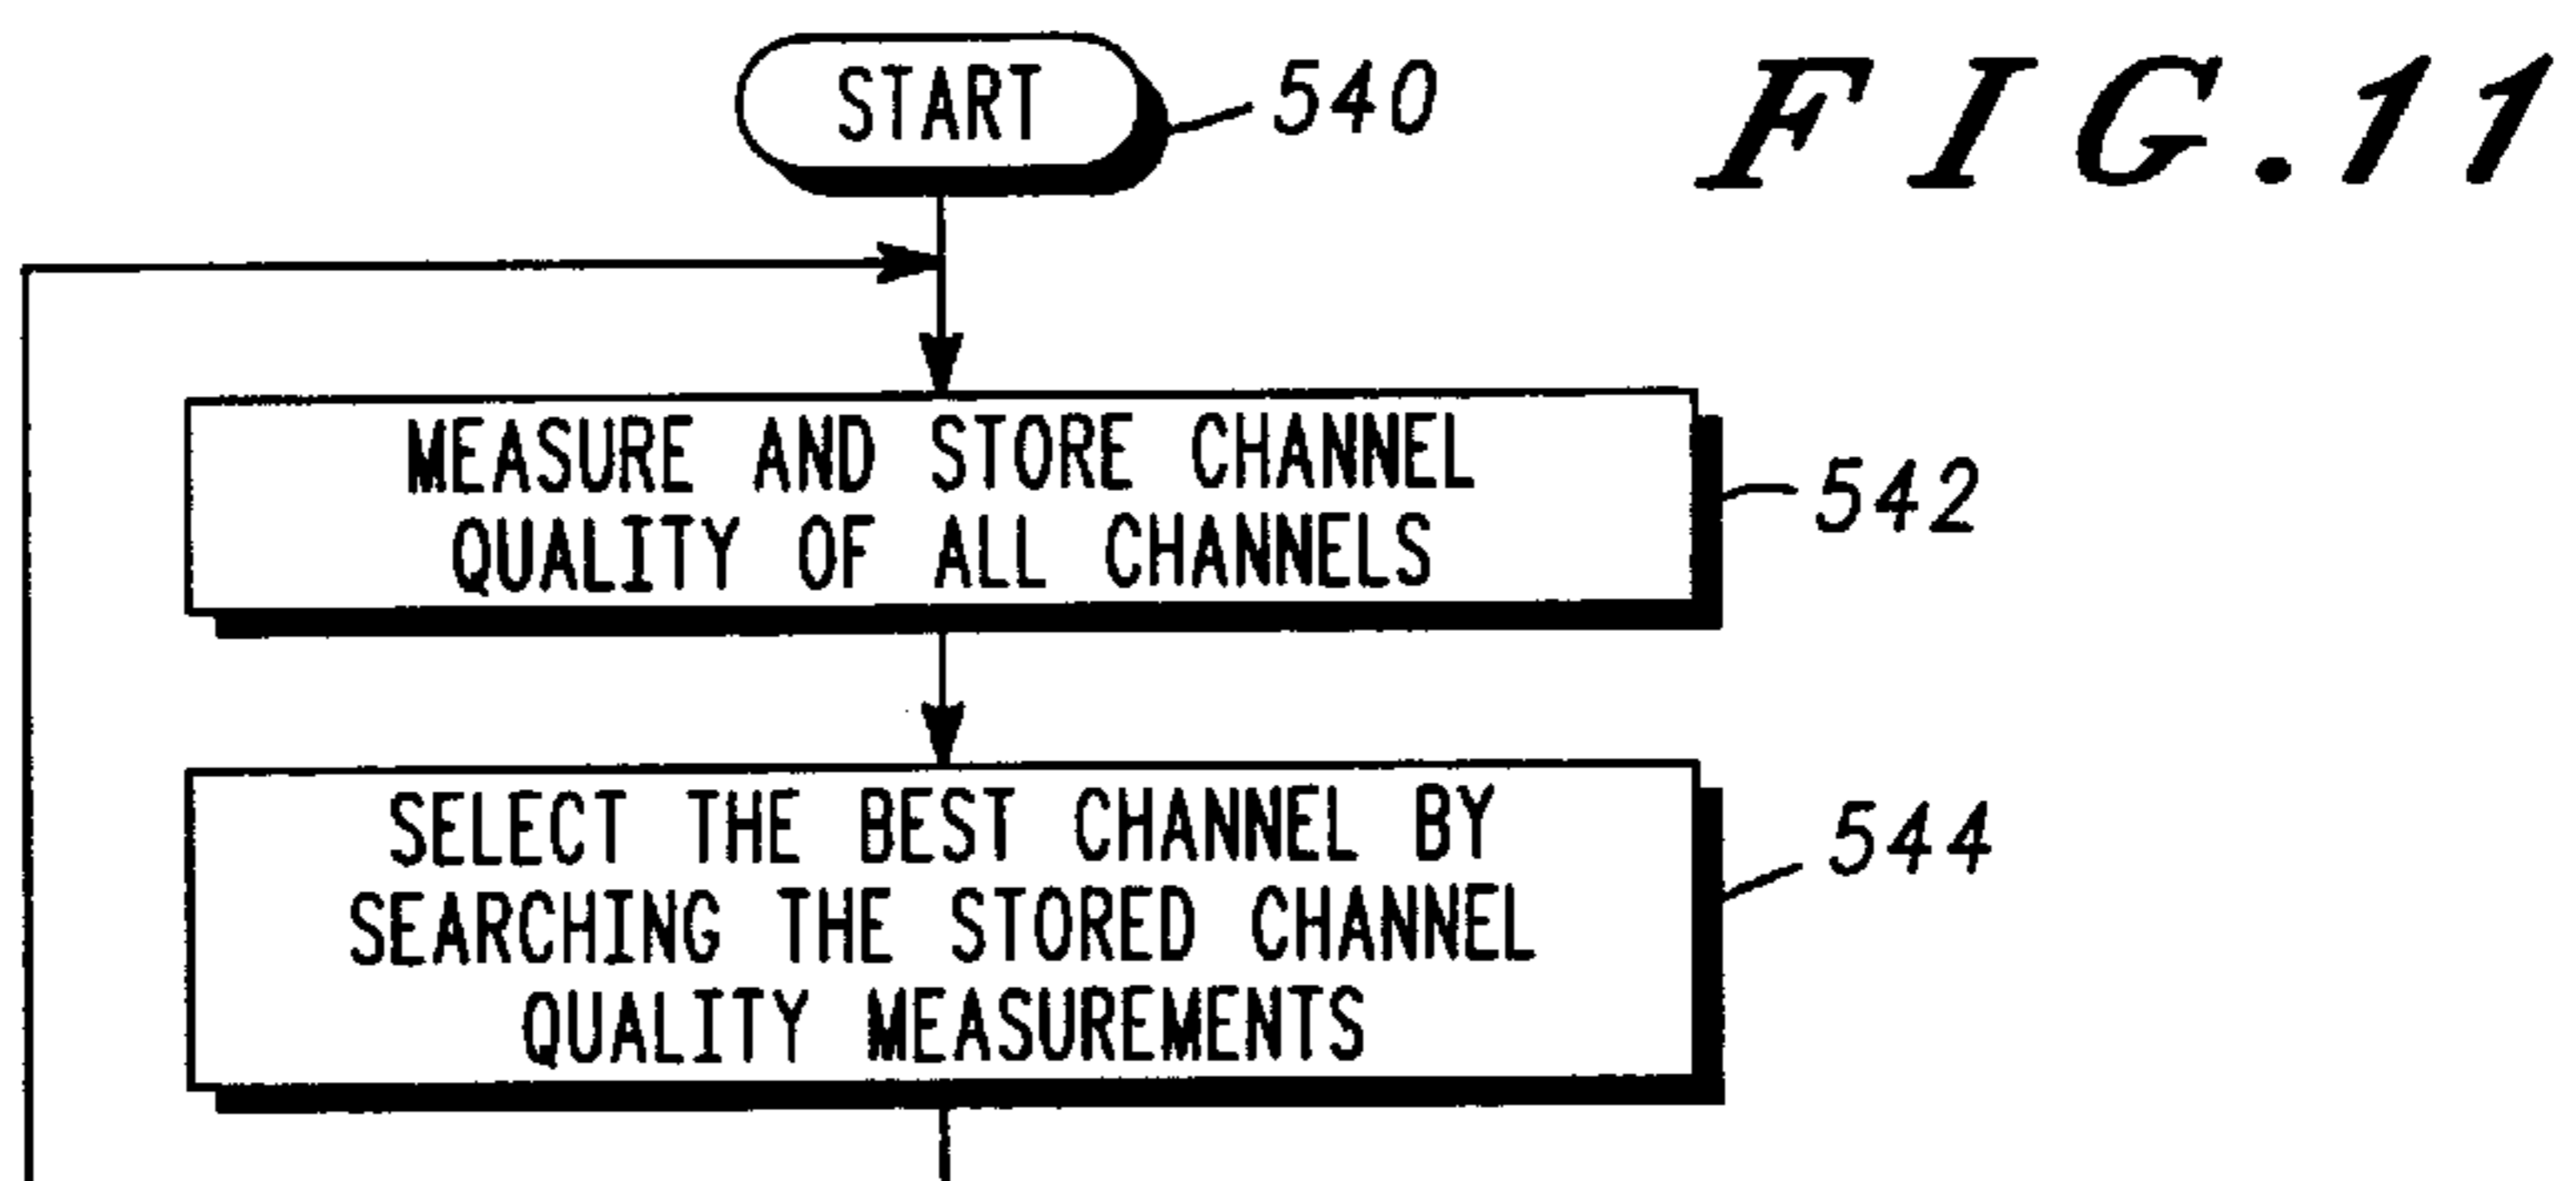 START
540
FIG.11
MEASURE AND STORE CHANNEL
QUALITY OF ALL CHANNELS
542
SELECT THE BEST CHANNEL BY
SEARCHING THE STORED CHANNEL
QUALITY MEASUREMENTS
544